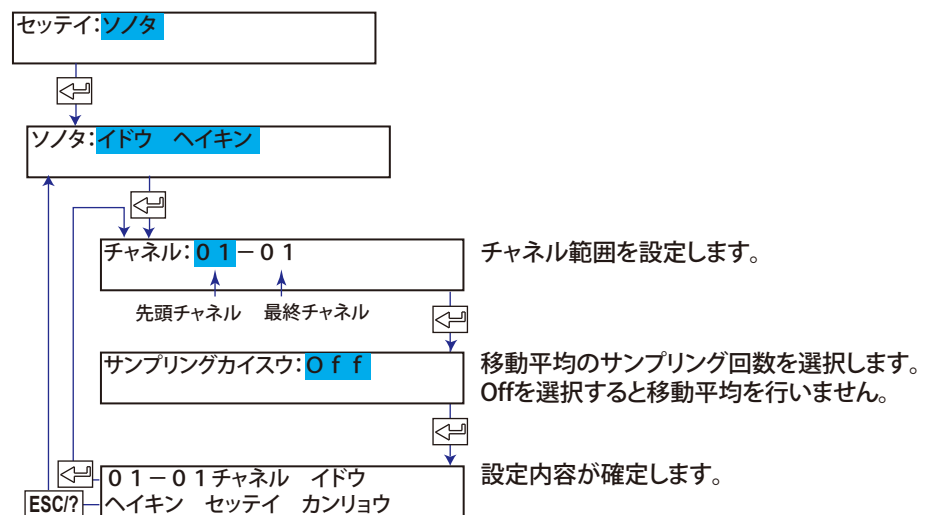 セッテイ:ソノタ
ソノタ:イドウ　ヘイキン
チャネル:０１－０１
チャネル範囲を設定します。
先頭チャネル　最終チャネル
サンプリングカイスウ:Ｏｆｆ
移動平均のサンプリング回数を選択します。
Offを選択すると移動平均を行いません。
０１－０１チャネル　イドウ
ヘイキン　セッテイ　カンリョウ
設定内容が確定します。
ESC/?